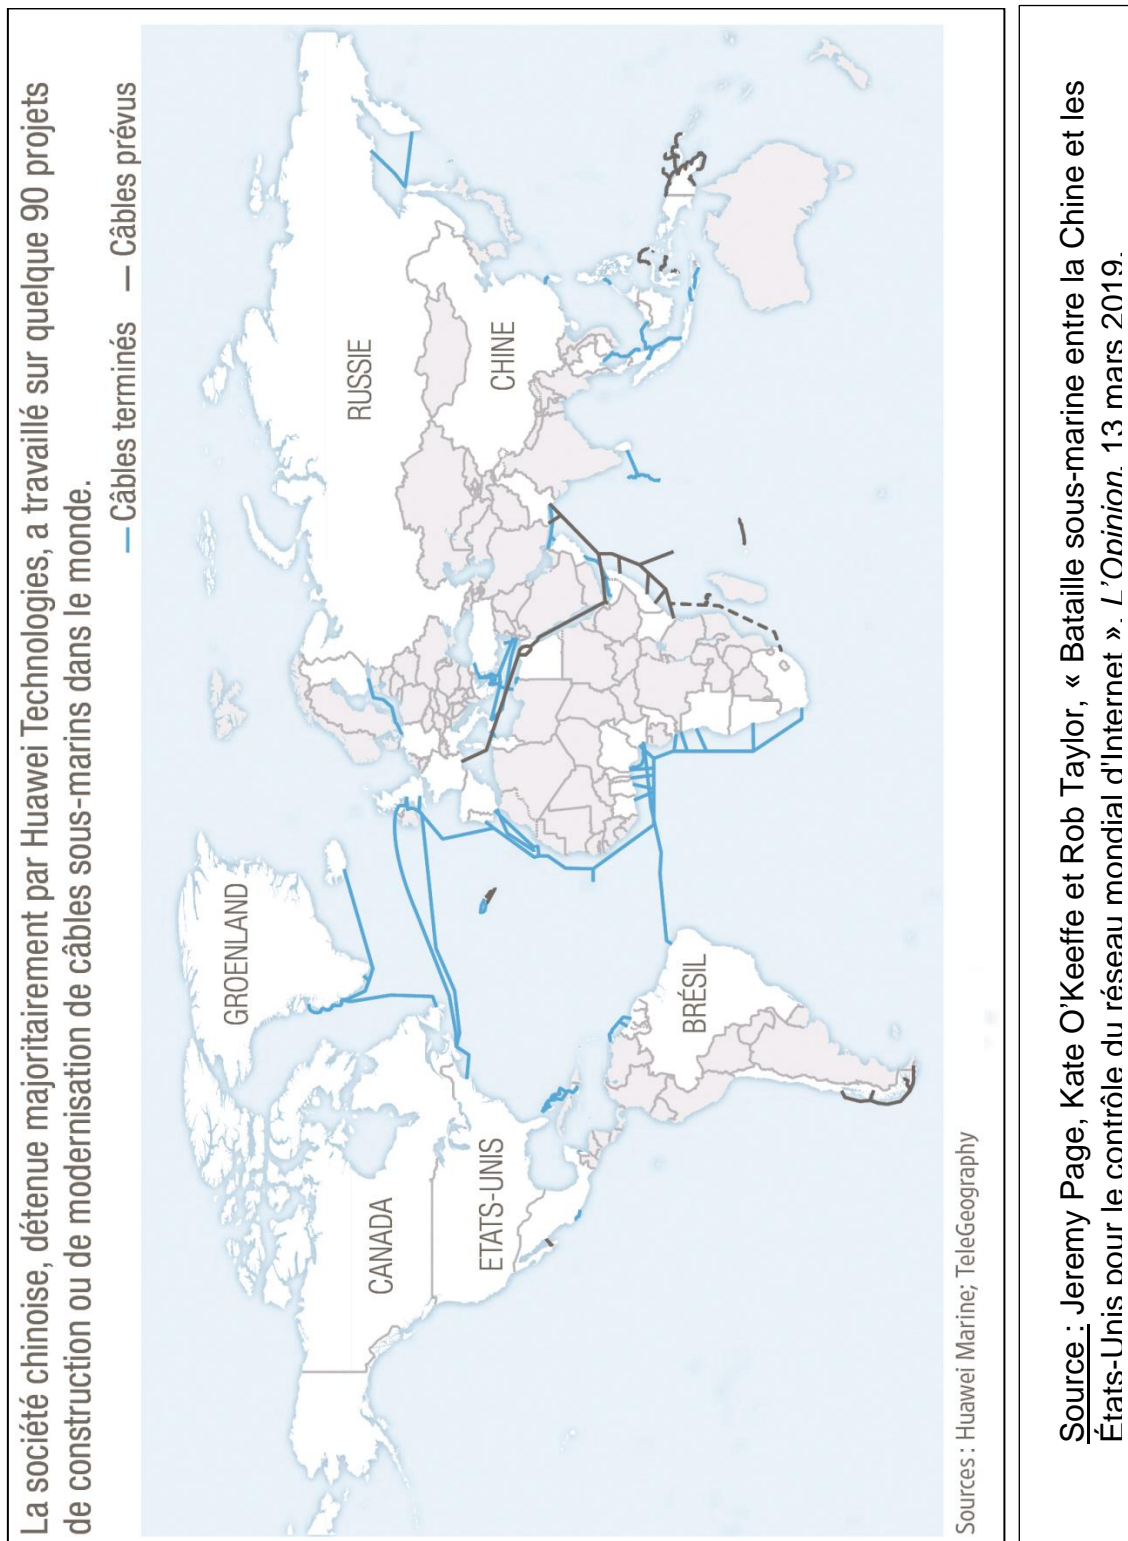 La société chinoise, détenue majoritairement par Huawei Technologies, a travaillé sur quelque 90 projets
de construction ou de modernisation de câbles sous-marins dans le monde.
— Câbles terminés — Câbles prévus
GROENLAND
RUSSIE
CANADA
CHINE
ETATS-UNIS
BRÉSIL
Sources : Huawei Marine; TeleGeography
Source : Jeremy Page, Kate O'Keeffe et Rob Taylor, « Bataille sous-marine entre la Chine et les
États-Unis pour le contrôle du réseau mondial d'Internet », L'Opinion, 13 mars 2019.